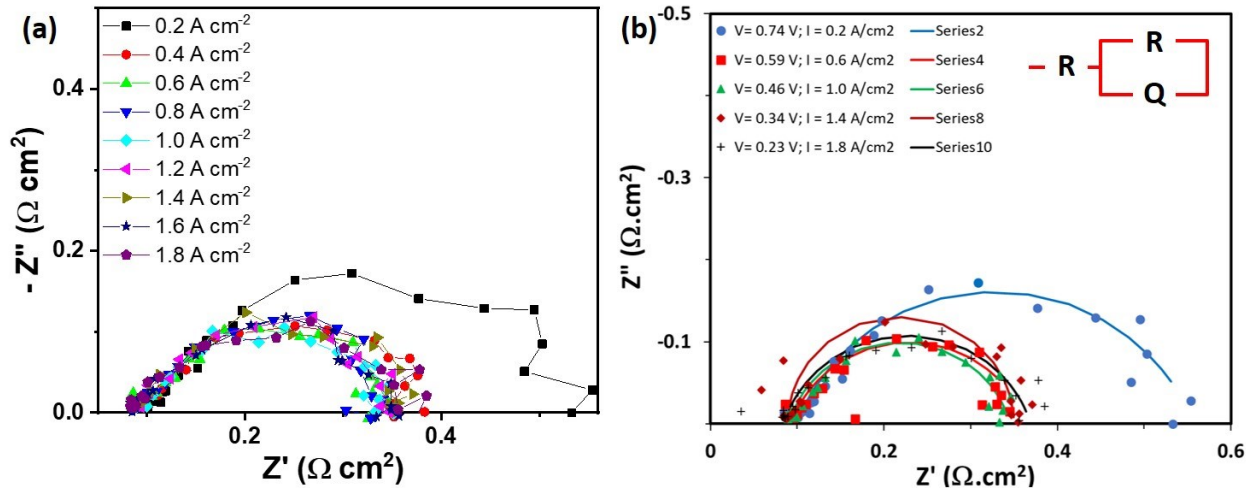 (a)
0.2 A cm⁻²
0.4 A cm⁻²
0.6 A cm⁻²
0.8 A cm⁻²
1.0 A cm⁻²
1.2 A cm⁻²
1.4 A cm⁻²
1.6 A cm⁻²
1.8 A cm⁻²
0.4
0.2
0.0
- Z" (Ω cm²)
0.2
0.4
Z' (Ω cm²)
(b)
-0.5
V= 0.74 V; I = 0.2 A/cm2 Series2
V= 0.59 V; I = 0.6 A/cm2 Series4
V= 0.46 V; I = 1.0 A/cm2 Series6
V= 0.34 V; I = 1.4 A/cm2 Series8
V= 0.23 V; I = 1.8 A/cm2 Series10
R
R
Q
-0.3
-0.1
Z" (Ω.cm²)
0
0.2
0.4
0.6
Z' (Ω.cm²)